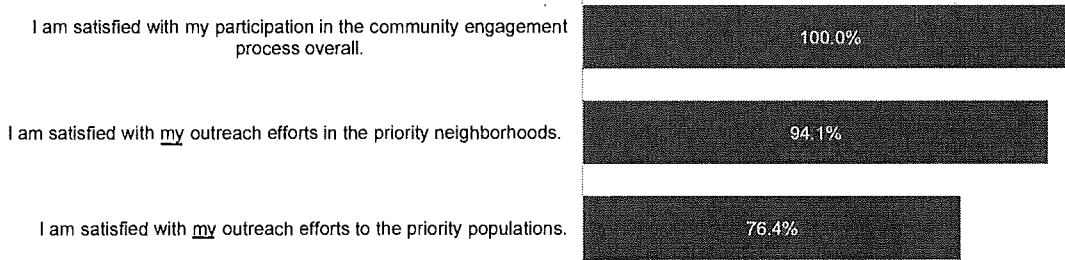 I am satisfied with my participation in the community engagement
process overall.
100.0%
I am satisfied with my outreach efforts in the priority neighborhoods.
94.1%
I am satisfied with my outreach efforts to the priority populations.
76.4%